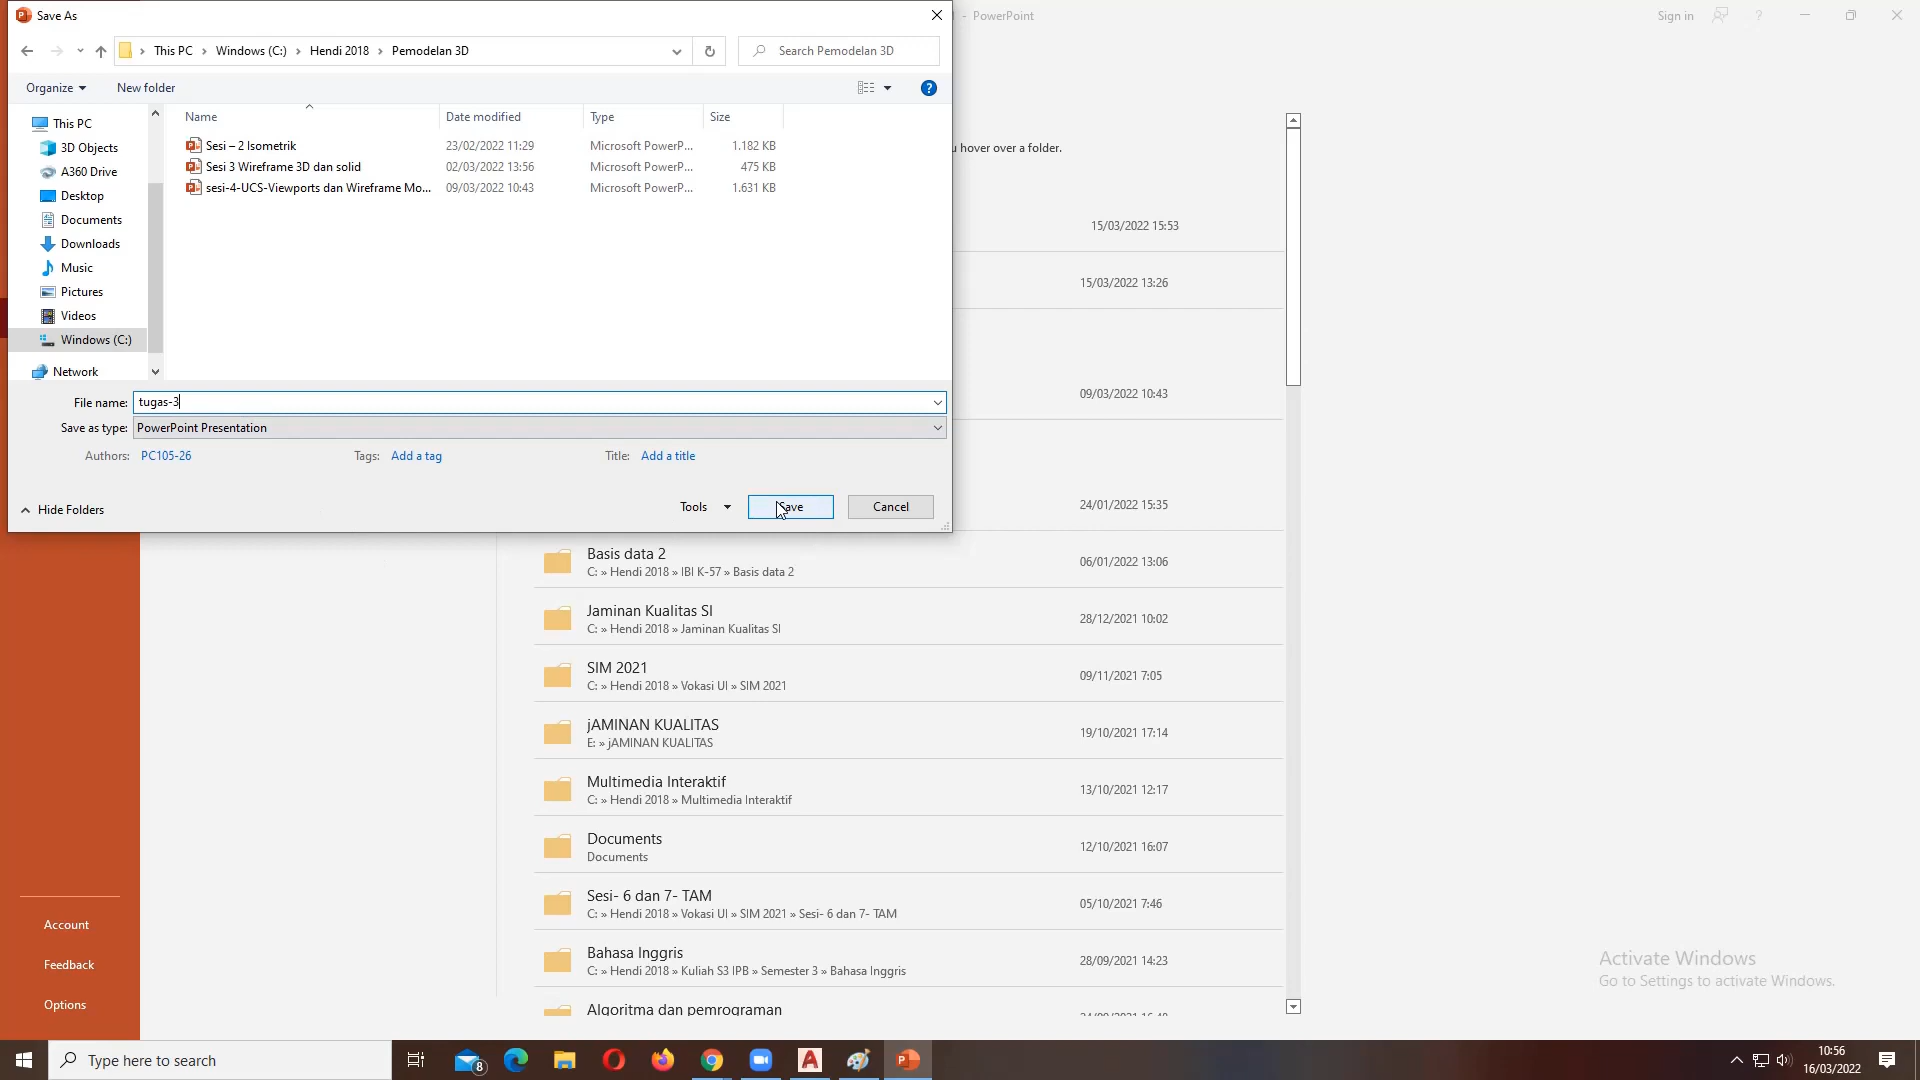 Save As
- PowerPoint
Sign in
?
This PC
Windows (C:)
Hendi 2018
Pemodelan 3D
Search Pemodelan 3D
Organize
New folder
?
Name
Date modified
Type
Size
This PC
3D Objects
A360 Drive
Desktop
Documents
Downloads
Music
Pictures
Videos
Windows (C:)
Network
Sesi – 2 Isometrik 23/02/2022 11:29 Microsoft PowerP... 1.182 KB
Sesi 3 Wireframe 3D dan solid 02/03/2022 13:56 Microsoft PowerP... 475 KB
sesi-4-UCS-Viewports dan Wireframe Mo... 09/03/2022 10:43 Microsoft PowerP... 1.631 KB
File name: tugas-3
Save as type: PowerPoint Presentation
Authors: PC105-26
Tags: Add a tag
Title: Add a title
Hide Folders
Tools
Save
Cancel
u hover over a folder.
15/03/2022 15:53
15/03/2022 13:26
09/03/2022 10:43
24/01/2022 15:35
Basis data 2 06/01/2022 13:06
C: » Hendi 2018 » IBI K-57 » Basis data 2
Jaminan Kualitas SI 28/12/2021 10:02
C: » Hendi 2018 » Jaminan Kualitas SI
SIM 2021 09/11/2021 7:05
C: » Hendi 2018 » Vokasi UI » SIM 2021
jAMINAN KUALITAS 19/10/2021 17:14
E: » jAMINAN KUALITAS
Multimedia Interaktif 13/10/2021 12:17
C: » Hendi 2018 » Multimedia Interaktif
Documents 12/10/2021 16:07
Documents
Sesi- 6 dan 7- TAM 05/10/2021 7:46
C: » Hendi 2018 » Vokasi UI » SIM 2021 » Sesi- 6 dan 7- TAM
Bahasa Inggris 28/09/2021 14:23
C: » Hendi 2018 » Kuliah S3 IPB » Semester 3 » Bahasa Inggris
Algoritma dan pemrograman
Account
Feedback
Options
Activate Windows
Go to Settings to activate Windows.
Type here to search
8
10:56
16/03/2022